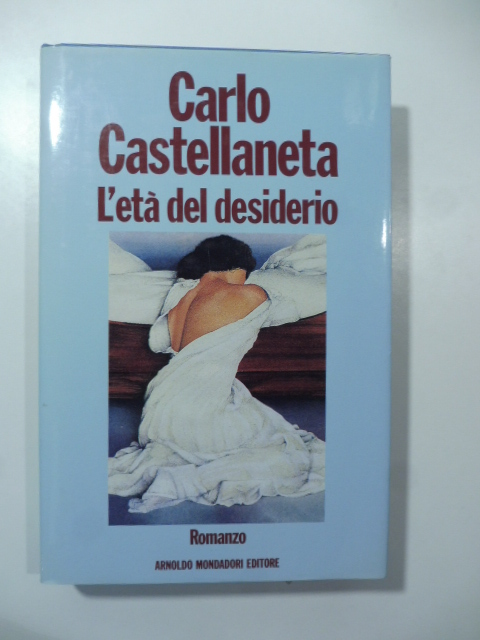 Carlo
Castellaneta
L'età del desiderio
Romanzo
ARNOLDO MONDADORI EDITORE